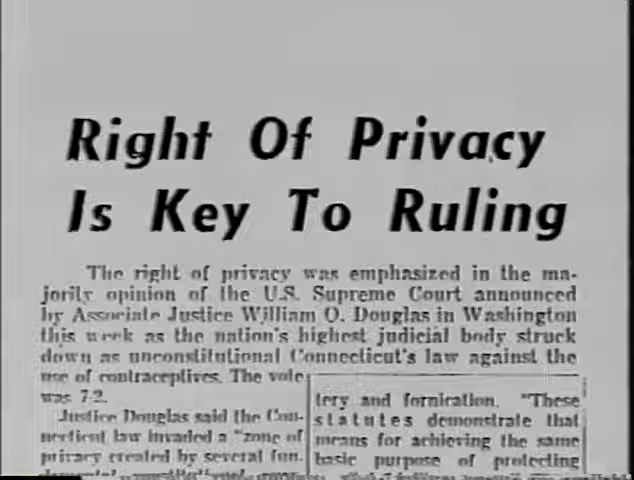 Right Of Privacy
Is Key To Ruling
The right of privacy was emphasized in the ma-
jority opinion of the U.S. Supreme Court announced
by Associate Justice William O. Douglas in Washington
this week as the nation's highest judicial body struck
down as unconstitutional Connecticut's law against the
use of contraceptives. The vote
was 7-2.
Justice Douglas said the Con-
necticut law invaded a "zone of
privacy created by several fun-
tery and fornication. "These
statutes demonstrate that
means for achieving the same
basic purpose of protecting